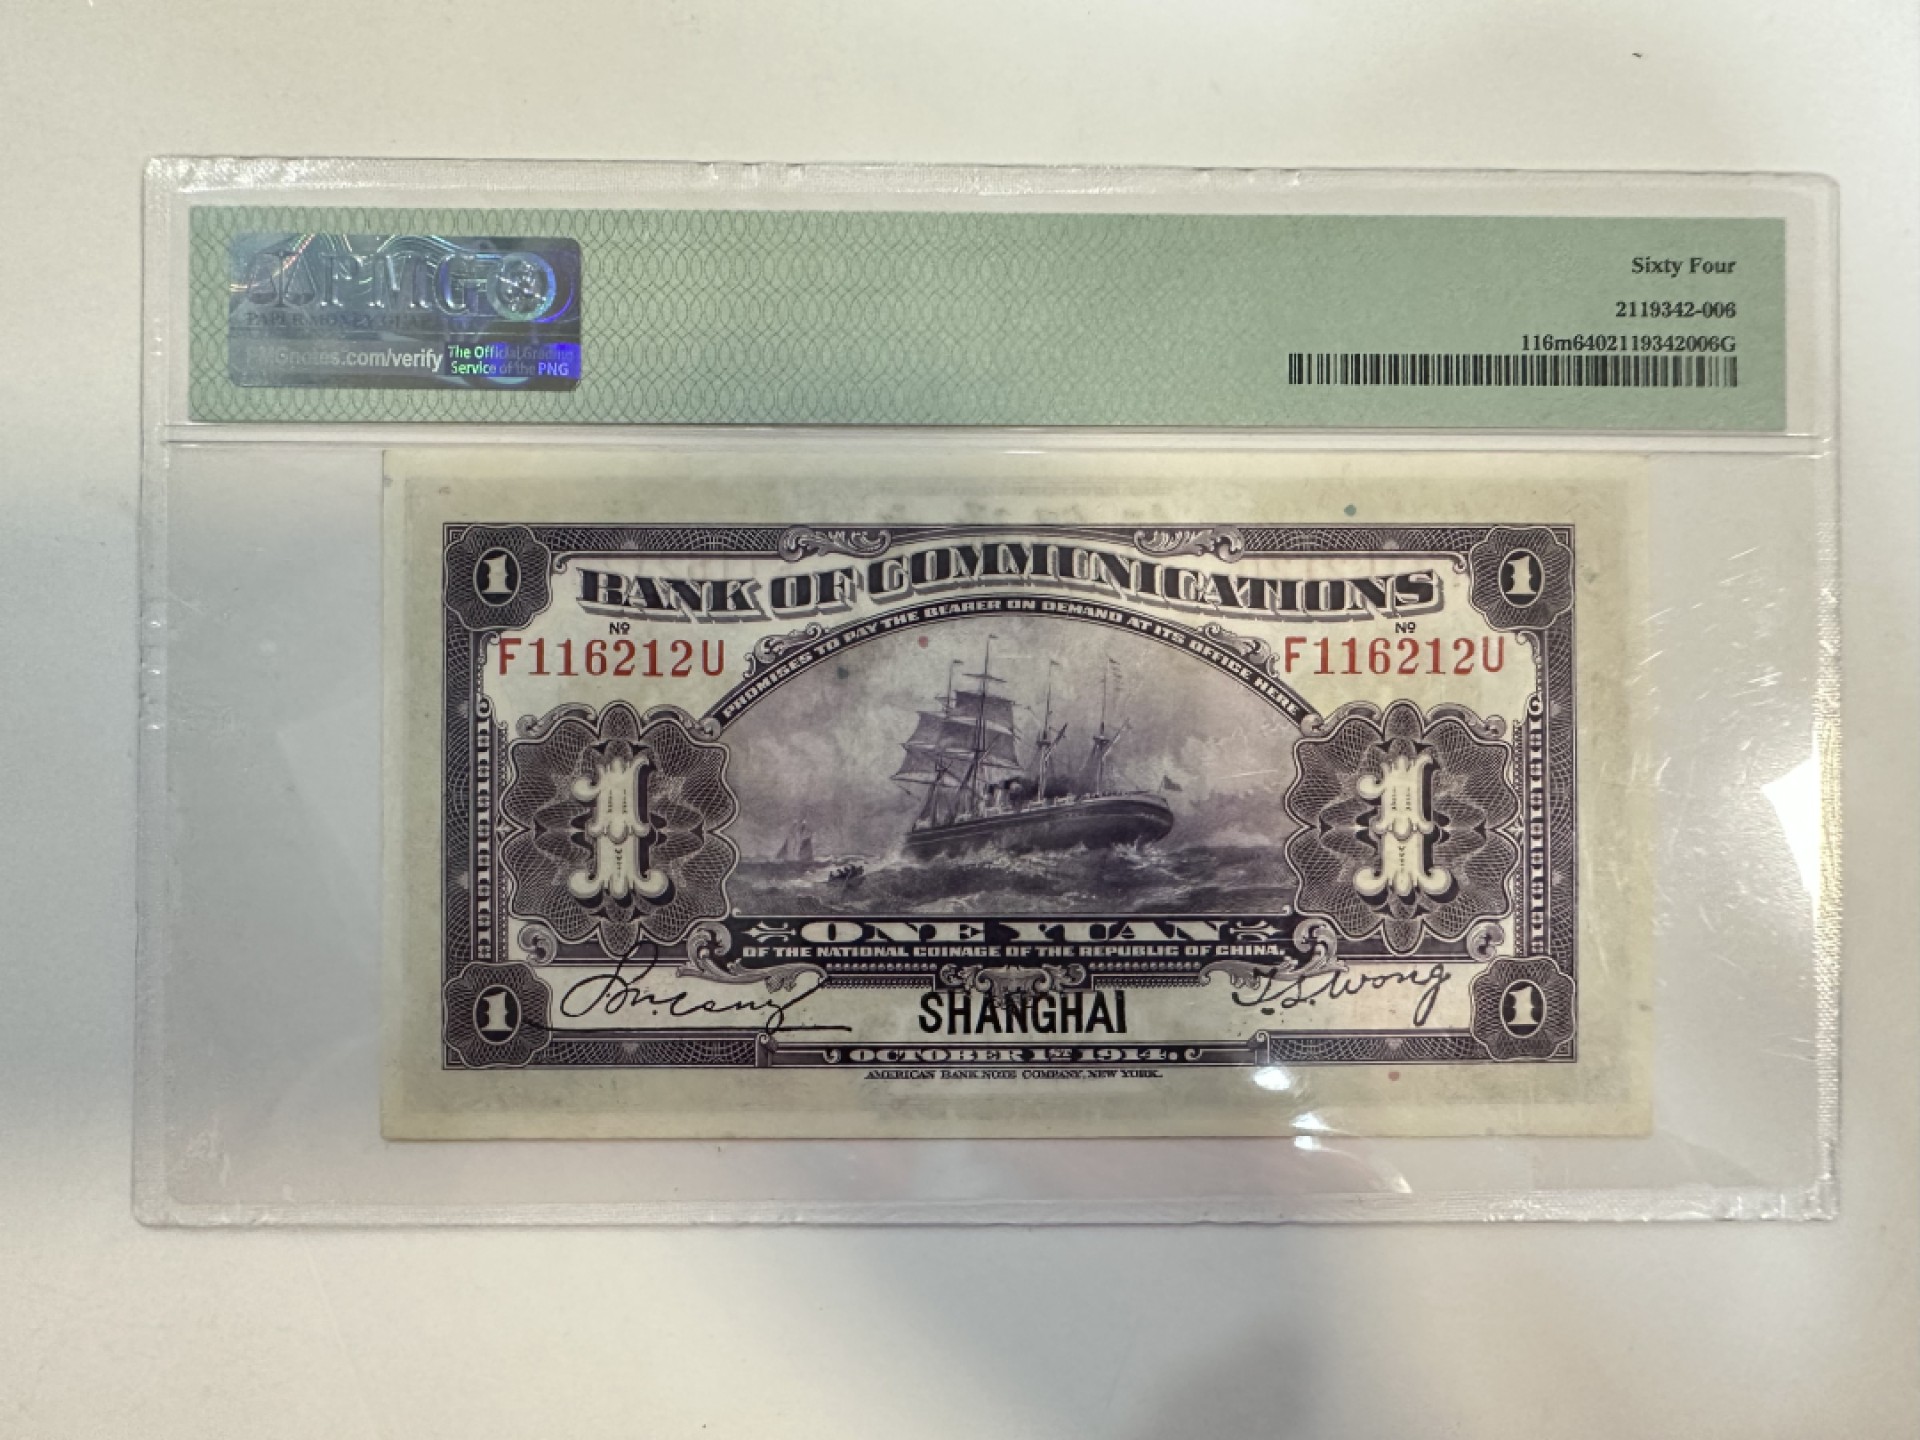 PMG
PAPER MONEY GUARANTY
PMGnotes.com/verify
The Official Grading
Service of the PNG
Sixty Four
2119342-006
116m6402119342006G
1 1
BANK OF COMMUNICATIONS
PROMISES TO PAY THE BEARER ON DEMAND AT ITS OFFICE HERE
Nº Nº
F116212U F116212U
1 1
ONE YUAN
OF THE NATIONAL COINAGE OF THE REPUBLIC OF CHINA.
T.S. Wong
SHANGHAI
1 1
OCTOBER 1ST 1914.
AMERICAN BANK NOTE COMPANY, NEW YORK.